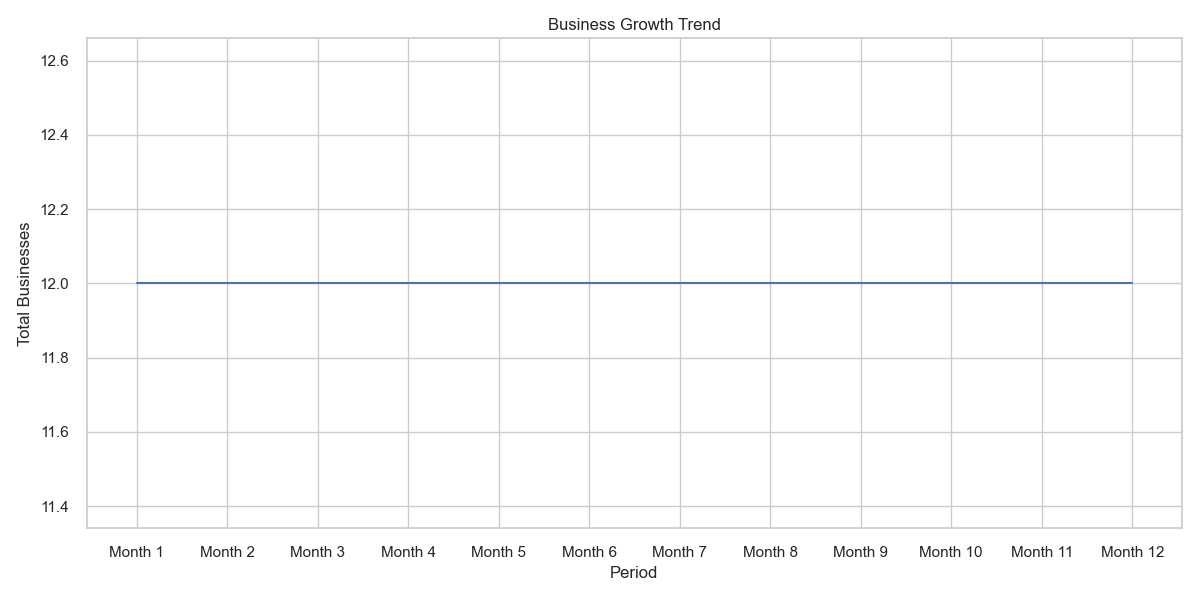 Business Growth Trend
12.6
12.4
12.2
12.0
11.8
11.6
11.4
Total Businesses
Month 1 Month 2 Month 3 Month 4 Month 5 Month 6 Month 7 Month 8 Month 9 Month 10 Month 11 Month 12
Period